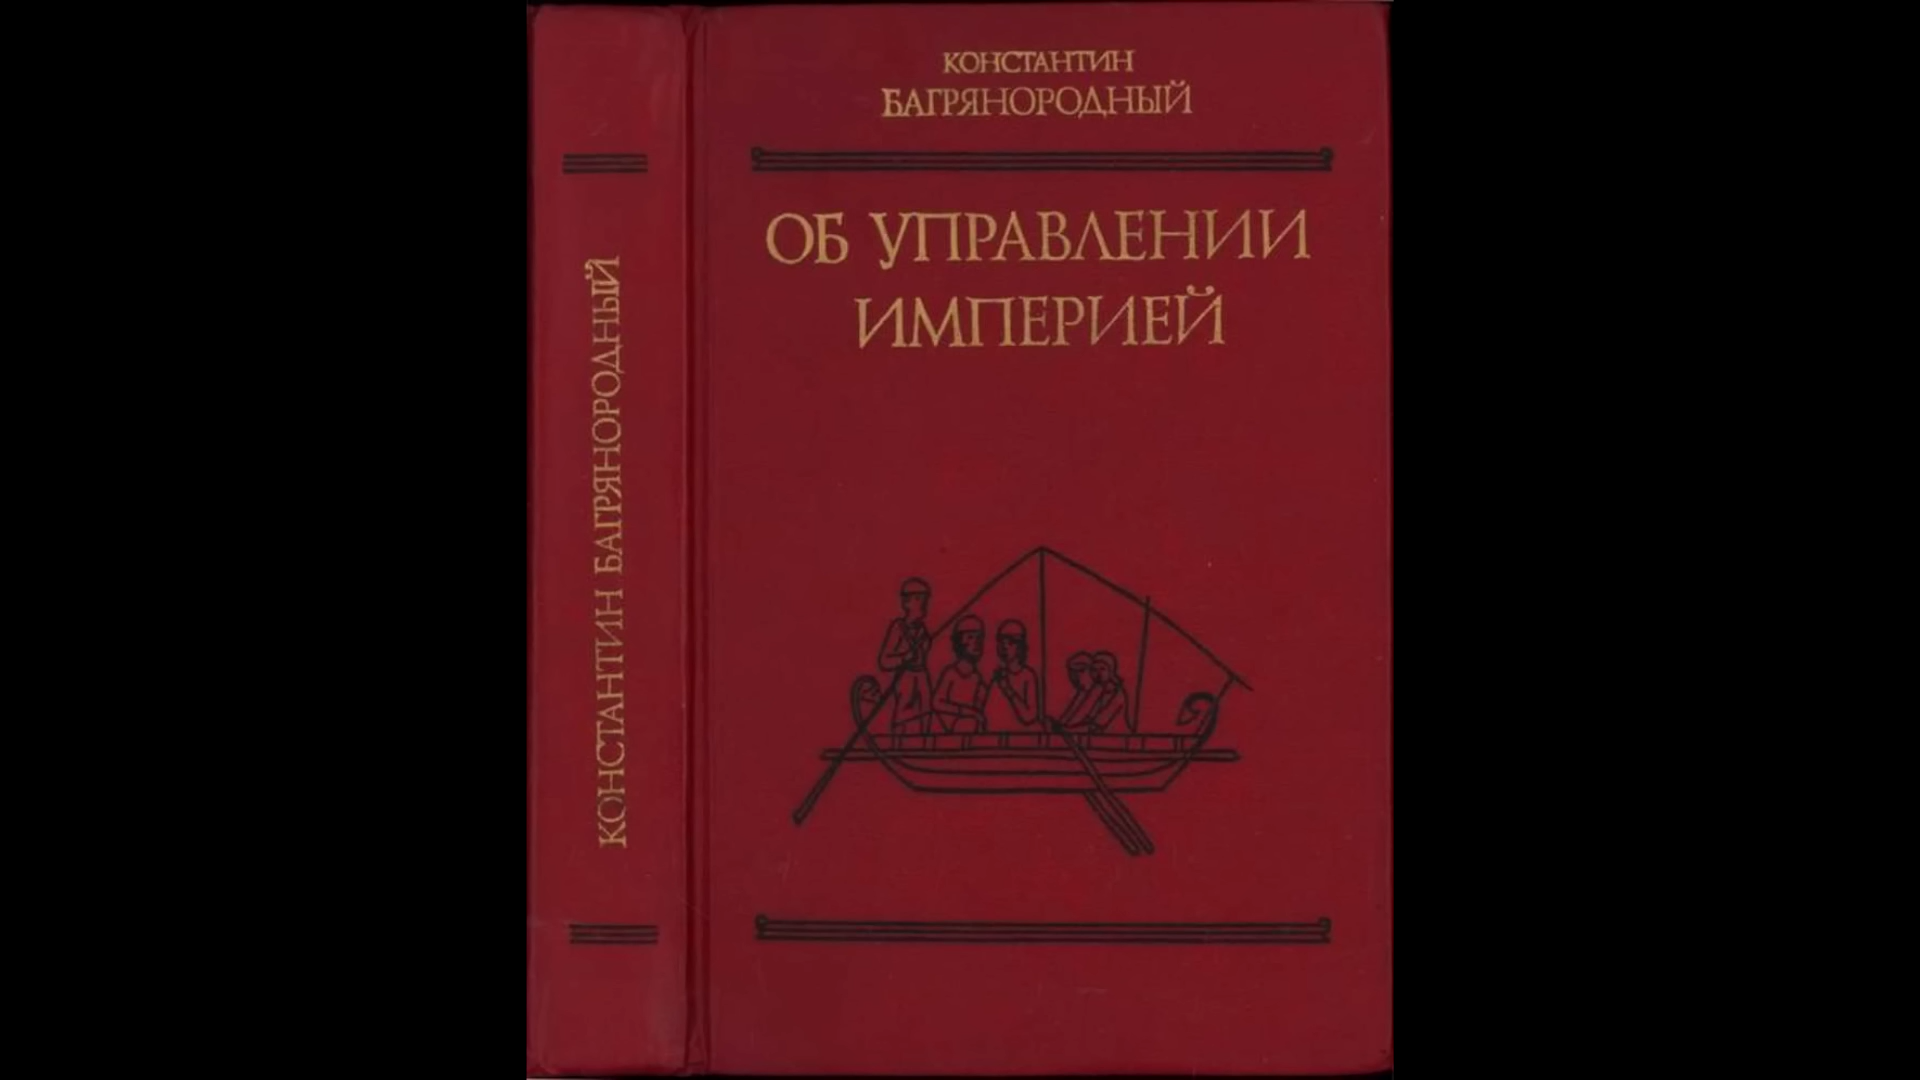 КОНСТАНТИН БАГРЯНОРОДНЫЙ
КОНСТАНТИН
БАГРЯНОРОДНЫЙ
ОБ УПРАВЛЕНИИ
ИМПЕРИЕЙ